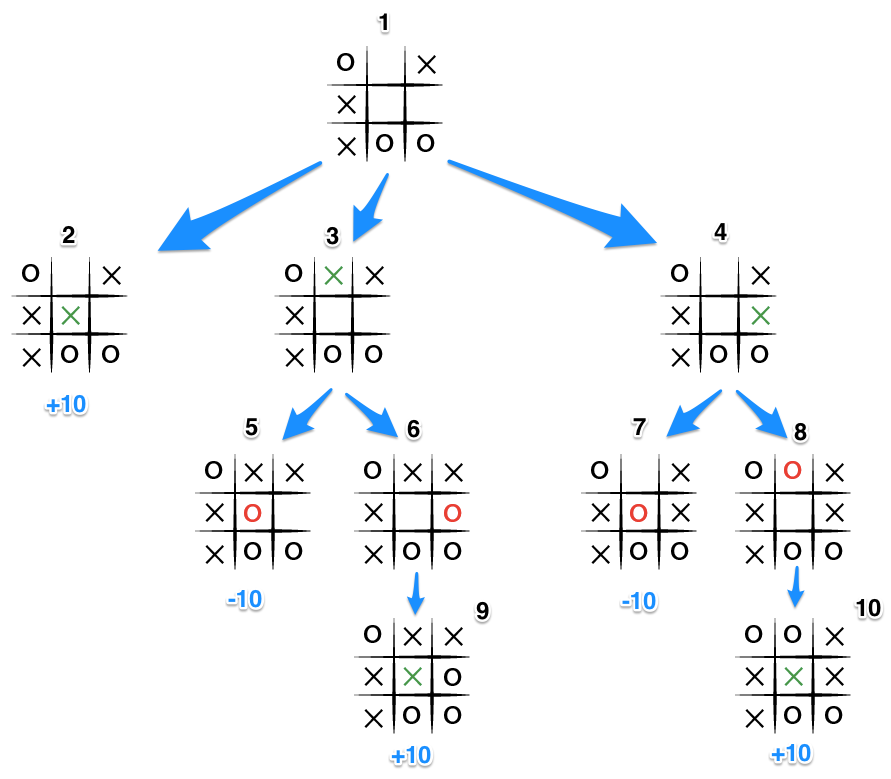 1
O X
X
X O O
2
O X
X X
X O O
+10
3
O X X
X
X O O
4
O X
X X
X O O
5
O X X
X O
X O O
-10
6
O X X
X O
X O O
7
O X
X O X
X O O
-10
8
O O X
X X
X O O
9
O X X
X X O
X O O
+10
10
O O X
X X X
X O O
+10